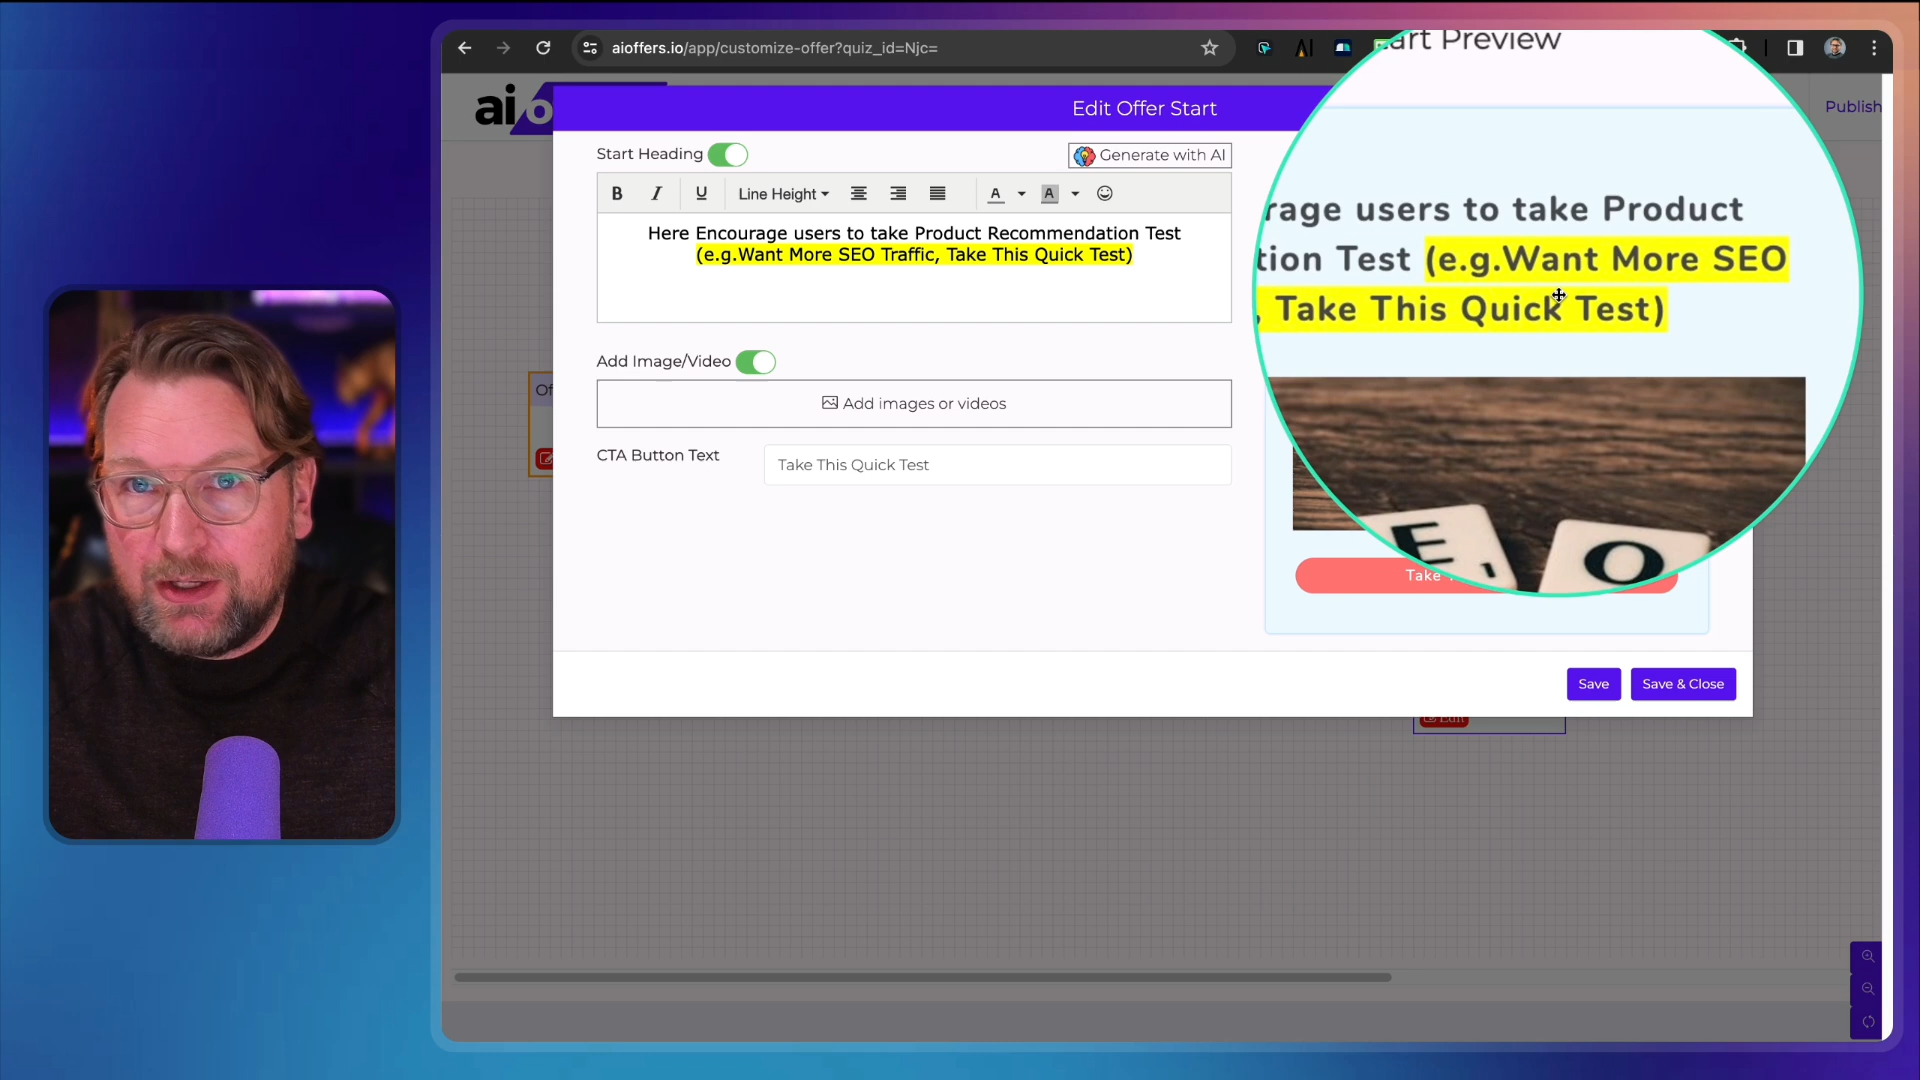 aioffers.io/app/customize-offer?quiz_id=Njc=
art Preview
ai/o
Edit Offer Start
Publish
Start Heading
Generate with AI
B I U Line Height A A
Here Encourage users to take Product Recommendation Test
(e.g.Want More SEO Traffic, Take This Quick Test)
rage users to take Product
tion Test (e.g.Want More SEO
, Take This Quick Test)
Of
Add Image/Video
Add images or videos
CTA Button Text
Take This Quick Test
E1
O
Take
Save
Save & Close
Edit